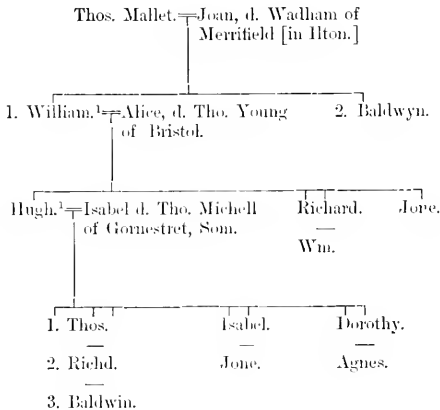 Thos. Mallet.=Joan, d. Wadham of
Merrifield [in Ilton.]
1. William.¹=Alice, d. Tho. Young
of Bristol.
2. Baldwyn.
Hugh.¹=Isabel d. Tho. Michell
of Gornestret, Som.
Richard.
Wm.
Jore.
1. Thos.
Isabel.
Dorothy.
2. Richd.
Jone.
Agnes.
3. Baldwin.